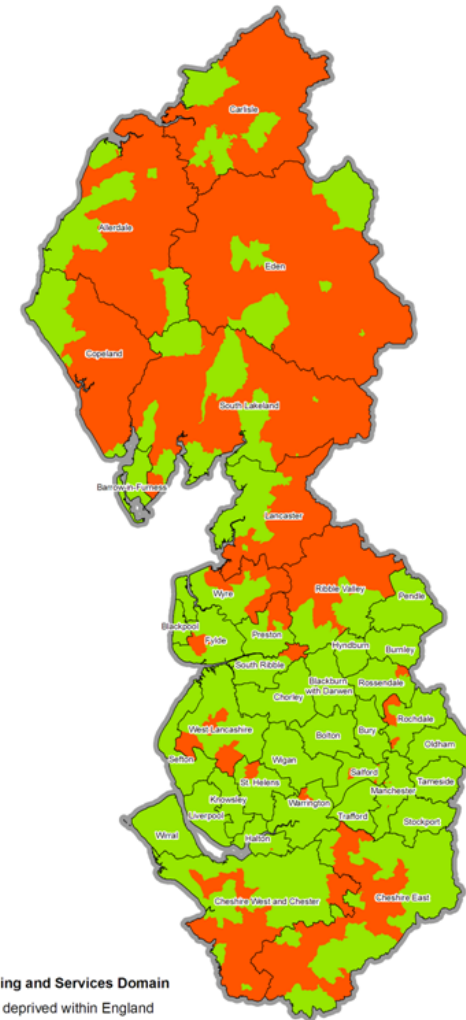 Carlisle
Allerdale
Eden
Copeland
South Lakeland
Barrow-in-Furness
Lancaster
Ribble Valley
Wyre
Pendle
Blackpool
Fylde
Preston
Hyndburn
Burnley
South Ribble
Blackburn
with Darwen
Rossendale
Chorley
Rochdale
West Lancashire
Bolton
Bury
Oldham
Sefton
Wigan
Salford
St. Helens
Manchester
Tameside
Knowsley
Warrington
Liverpool
Trafford
Stockport
Wirral
Halton
Cheshire West and Chester
Cheshire East
ing and Services Domain
deprived within England